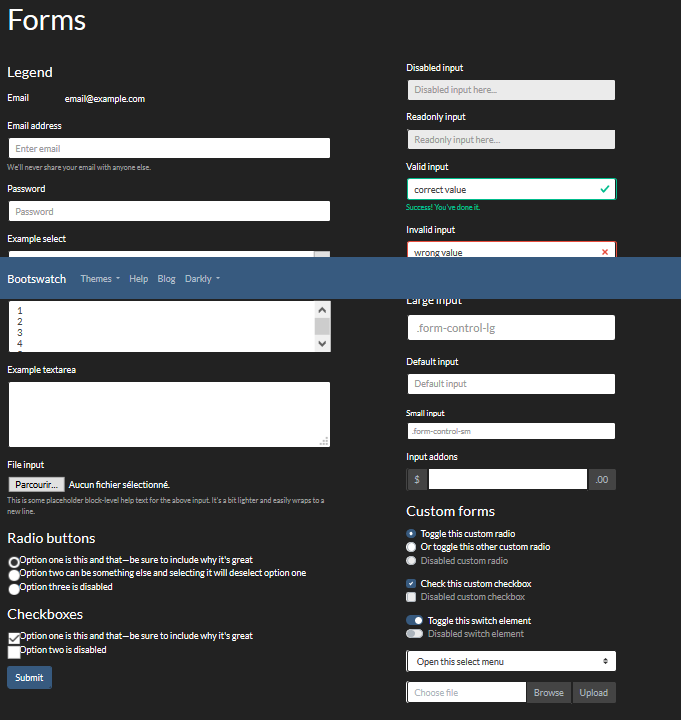 Forms
Legend
Email email@example.com
Email address
Enter email
We'll never share your email with anyone else.
Password
Password
Example select
Disabled input
Disabled input here...
Readonly input
Readonly input here...
Valid input
correct value
Success! You've done it.
Invalid input
wrong value
Bootswatch Themes Help Blog Darkly
1
2
3
4
Example textarea
File input
Parcourir... Aucun fichier sélectionné.
This is some placeholder block-level help text for the above input. It's a bit lighter and easily wraps to a
new line.
Radio buttons
Option one is this and that—be sure to include why it's great
Option two can be something else and selecting it will deselect option one
Option three is disabled
Checkboxes
Option one is this and that—be sure to include why it's great
Option two is disabled
Submit
Large input
.form-control-lg
Default input
Default input
Small input
.form-control-sm
Input addons
$ .00
Custom forms
Toggle this custom radio
Or toggle this other custom radio
Disabled custom radio
Check this custom checkbox
Disabled custom checkbox
Toggle this switch element
Disabled switch element
Open this select menu
Choose file Browse Upload